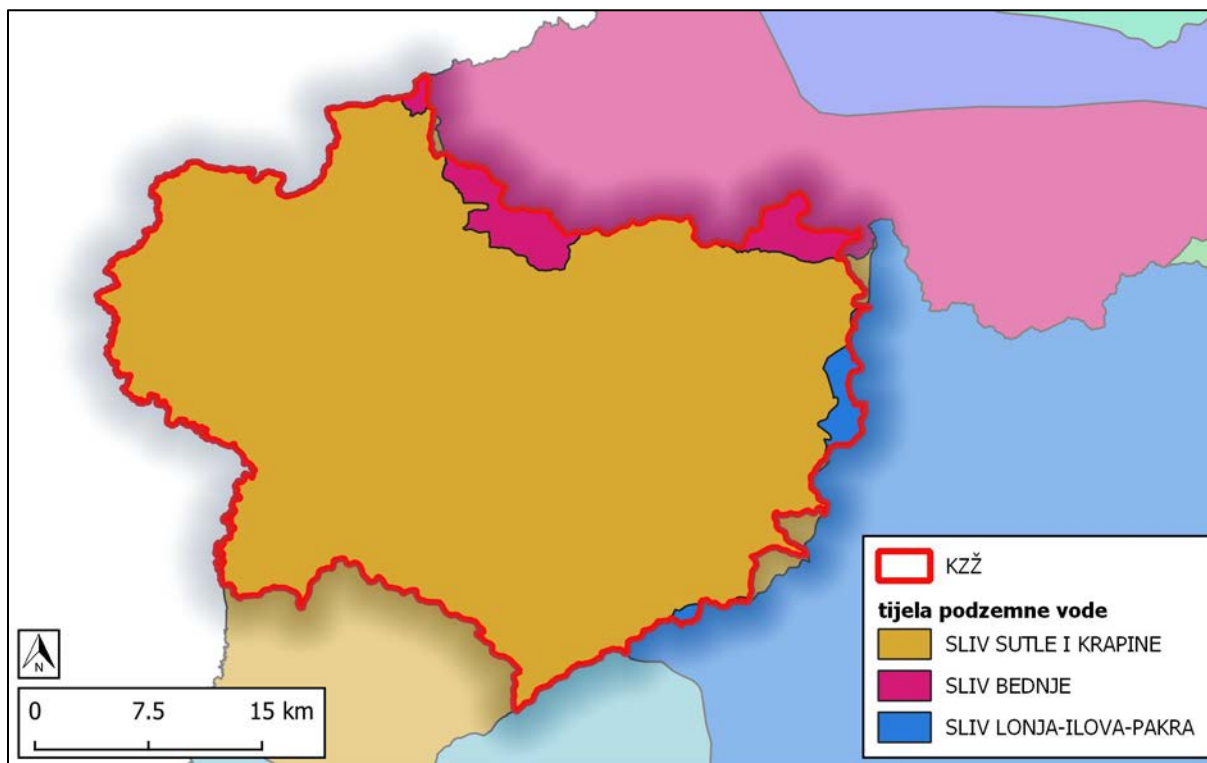 KZŽ
tijela podzemne vode
SLIV SUTLE I KRAPINE
SLIV BEDNJE
SLIV LONJA-ILOVA-PAKRA
N
0 7.5 15 km